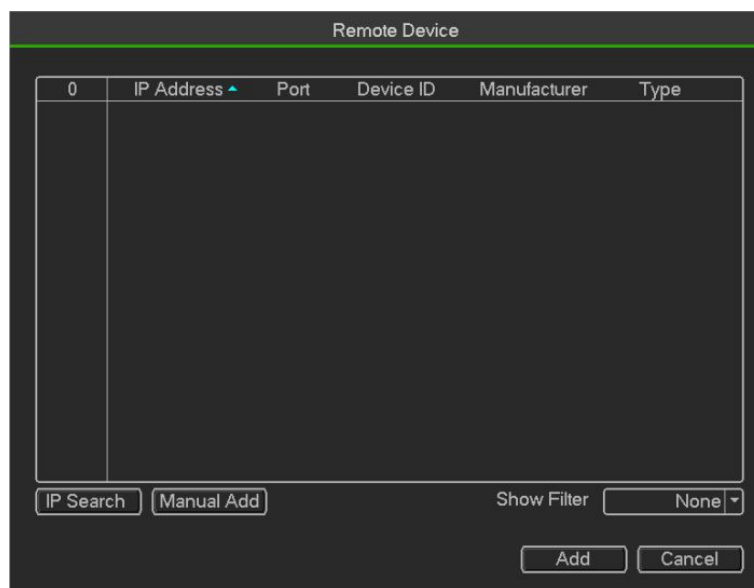 Remote Device
0 IP Address Port Device ID Manufacturer Type
IP Search Manual Add Show Filter None
Add Cancel